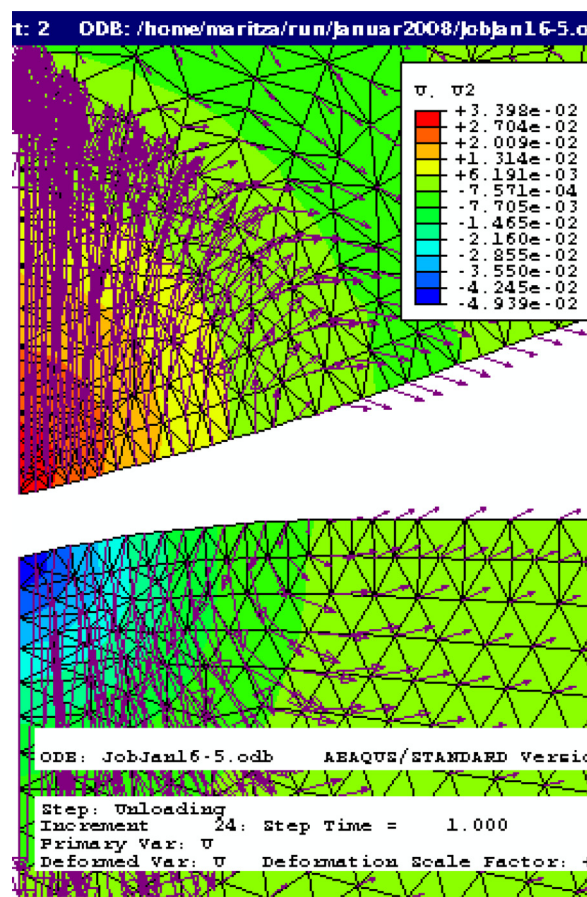 t: 2 ODB: /home/maritza/run/Januar2008/JobJan16-5.o
U, U2
+3.398e-02
+2.704e-02
+2.009e-02
+1.314e-02
+6.191e-03
-7.571e-04
-7.705e-03
-1.465e-02
-2.160e-02
-2.855e-02
-3.550e-02
-4.245e-02
-4.939e-02
ODB: JobJan16-5.odb ABAQUS/STANDARD Versio
Step: Unloading
Increment 24: Step Time = 1.000
Primary Var: U
Deformed Var: U Deformation Scale Factor: +